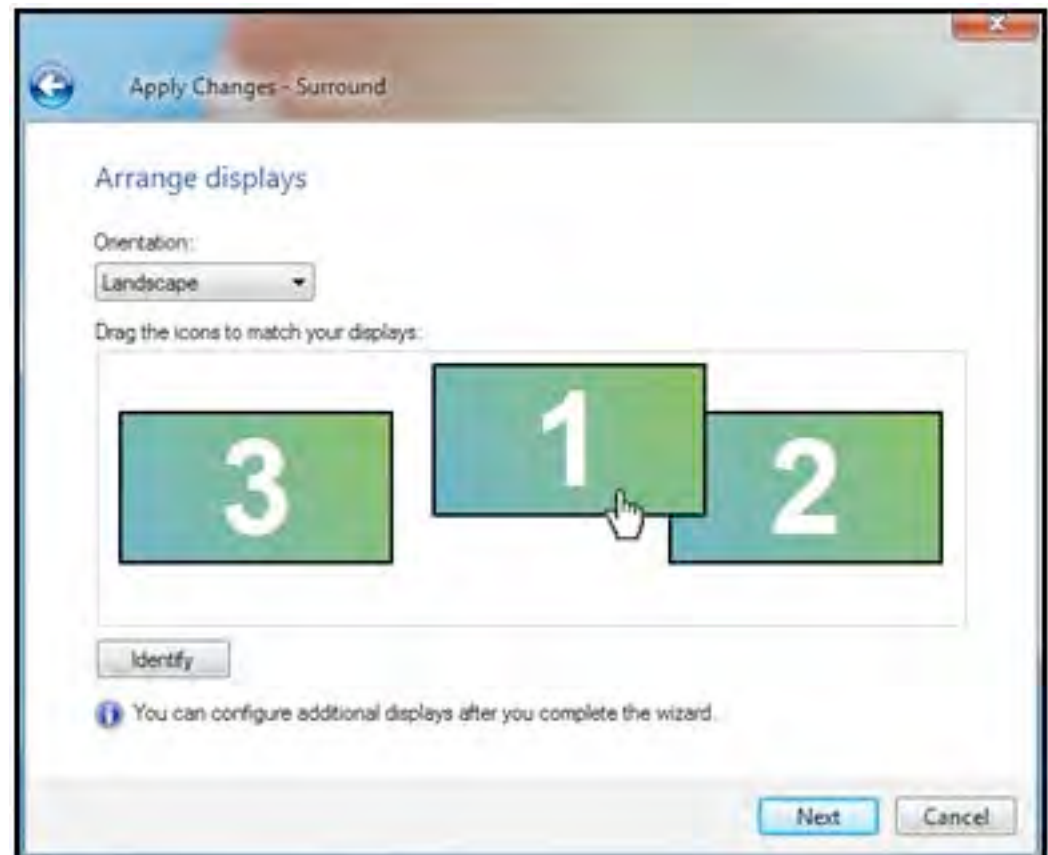 Apply Changes - Surround
Arrange displays
Orientation:
Landscape
Drag the icons to match your displays:
3
1
2
Identify
You can configure additional displays after you complete the wizard.
Next
Cancel